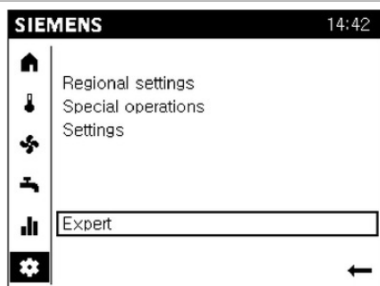 SIEMENS 14:42
Regional settings
Special operations
Settings
Expert